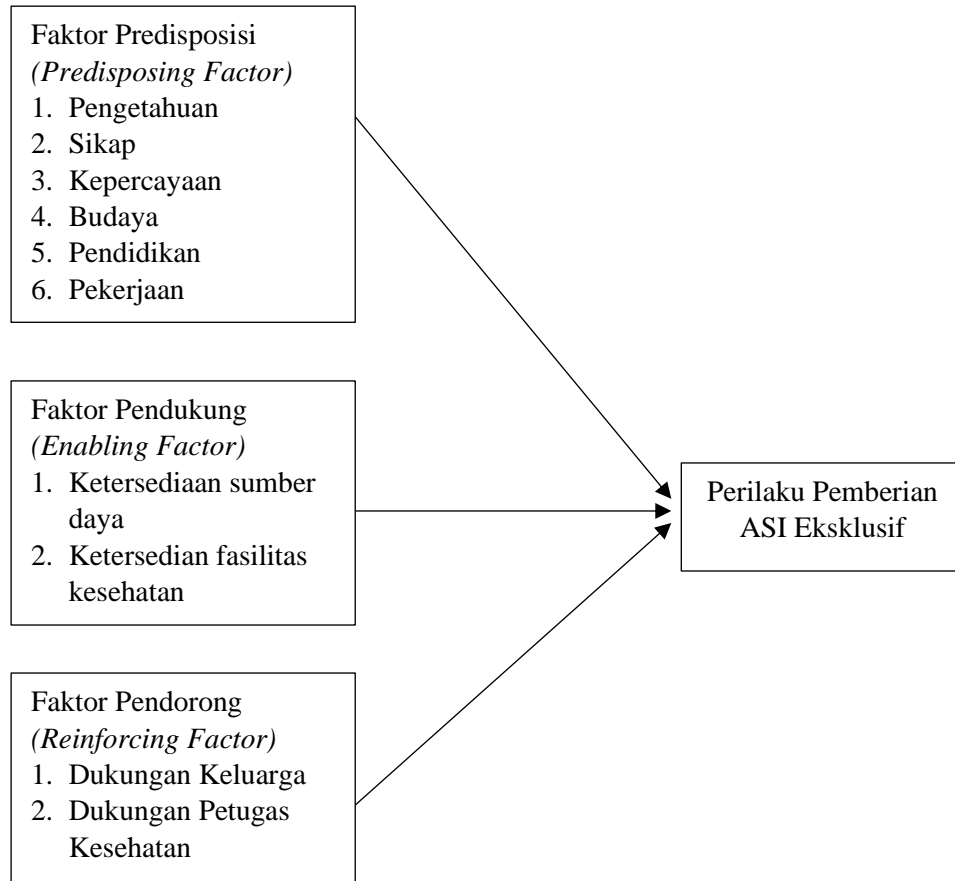 Faktor Predisposisi
(Predisposing Factor)
1. Pengetahuan
2. Sikap
3. Kepercayaan
4. Budaya
5. Pendidikan
6. Pekerjaan
Faktor Pendukung
(Enabling Factor)
1. Ketersediaan sumber
daya
2. Ketersedian fasilitas
kesehatan
Faktor Pendorong
(Reinforcing Factor)
1. Dukungan Keluarga
2. Dukungan Petugas
Kesehatan
Perilaku Pemberian
ASI Eksklusif